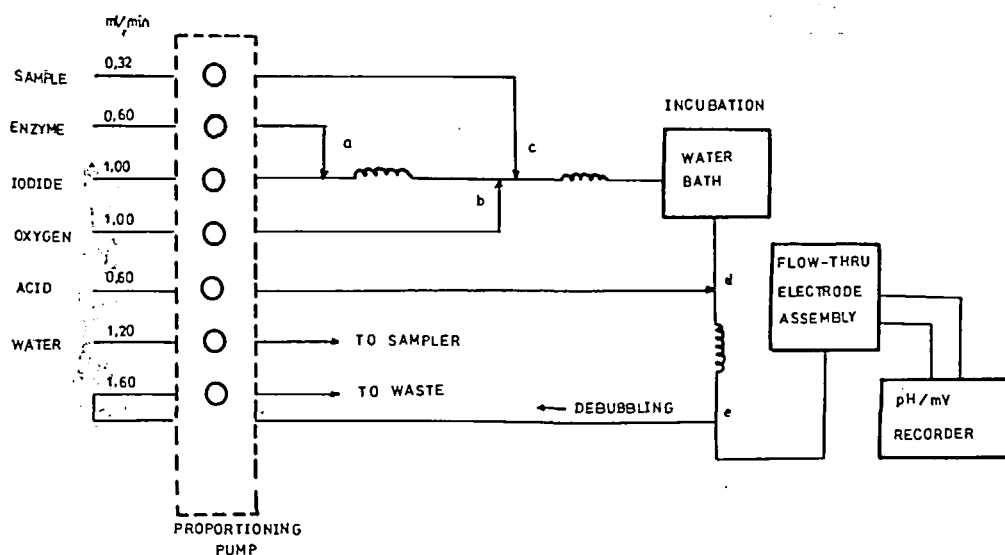 ml/min
SAMPLE 0,32
ENZYME 0,60
IODIDE 1,00
OXYGEN 1,00
ACID 0,60
WATER 1,20
1,60
a
b
c
INCUBATION
WATER
BATH
d
FLOW-THRU
ELECTRODE
ASSEMBLY
TO SAMPLER
TO WASTE
DEBUBBLING
e
pH/mV
RECORDER
PROPORTIONING
PUMP